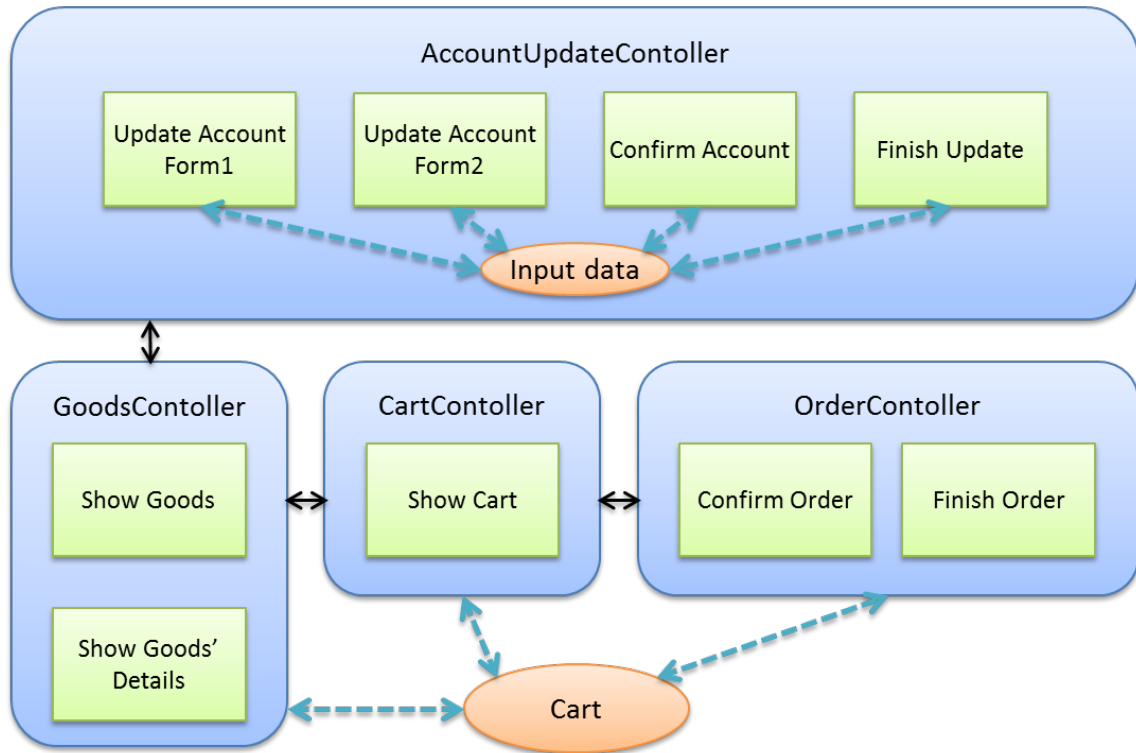 AccountUpdateContoller
Update Account
Form1
Update Account
Form2
Confirm Account
Finish Update
Input data
GoodsContoller
Show Goods
Show Goods’
Details
CartContoller
Show Cart
OrderContoller
Confirm Order
Finish Order
Cart